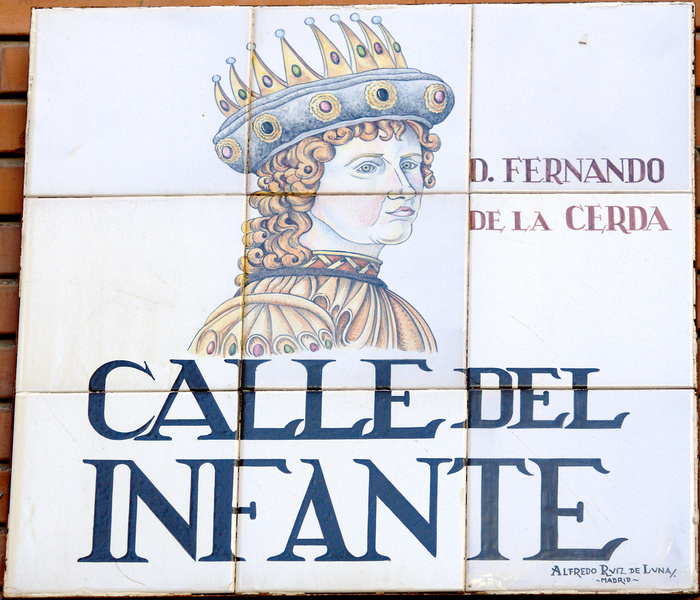 D. FERNANDO
DE LA CERDA
CALLE DEL
INFANTE
ALFREDO RUIZ DE LUNA
-MADRID-